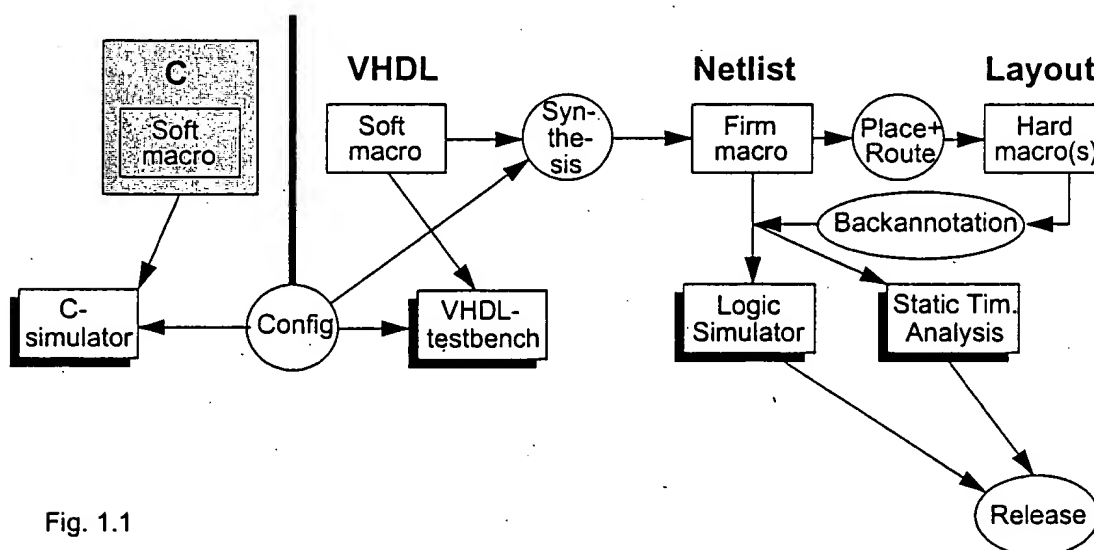 C
Soft
macro
VHDL
Soft
macro
Syn-
the-
sis
Netlist
Firm
macro
Place+
Route
Layout
Hard
macro(s)
Backannotation
C-
simulator
Config
VHDL-
testbench
Logic
Simulator
Static Tim.
Analysis
Release
Fig. 1.1